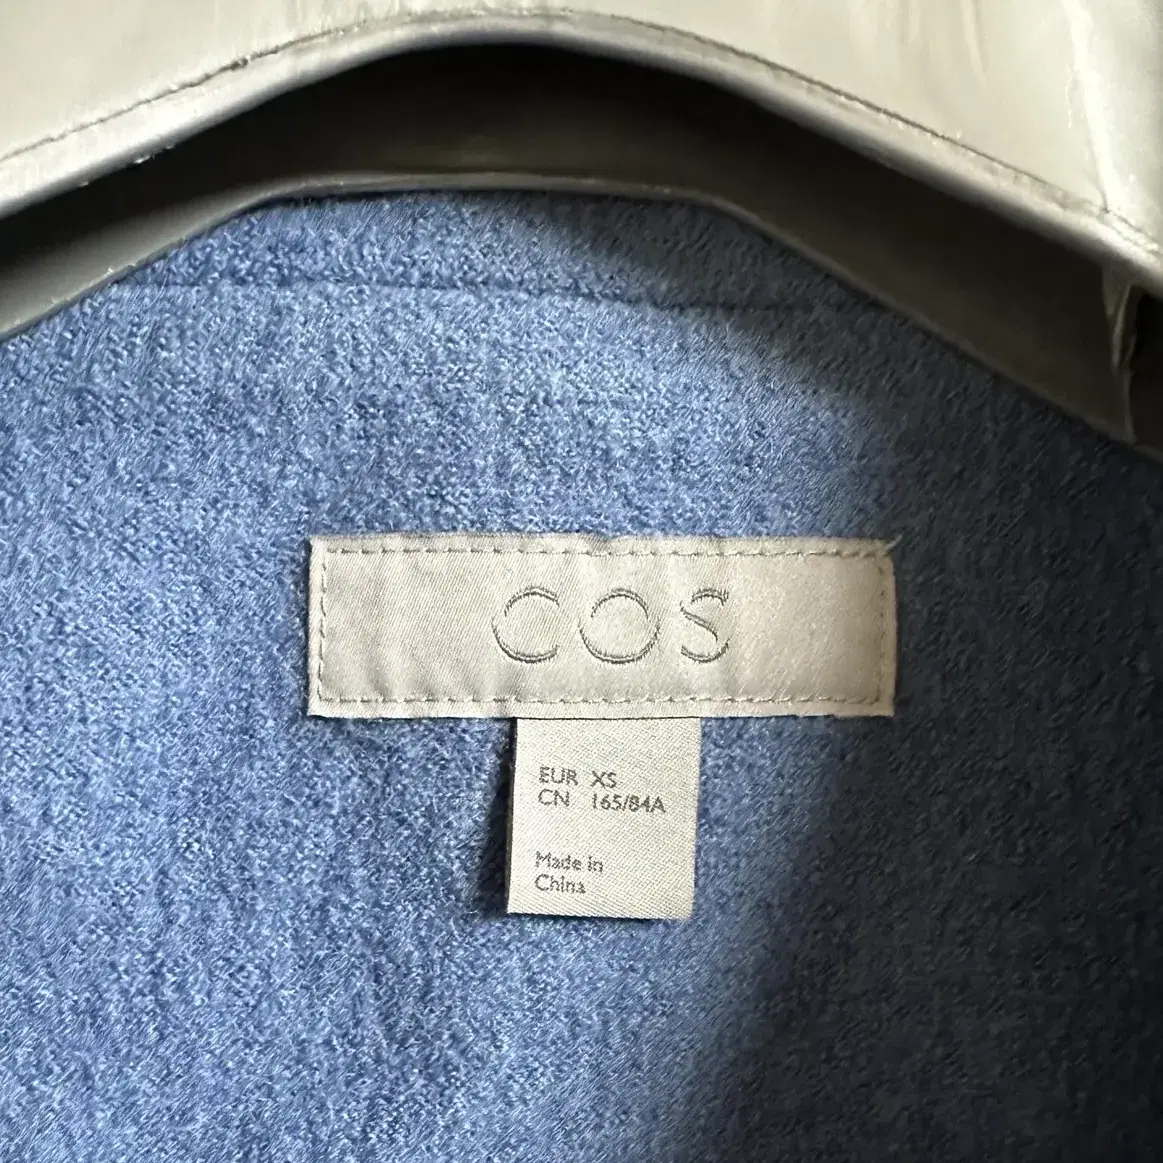 COS
EUR XS
CN 165/84A
Made in
China